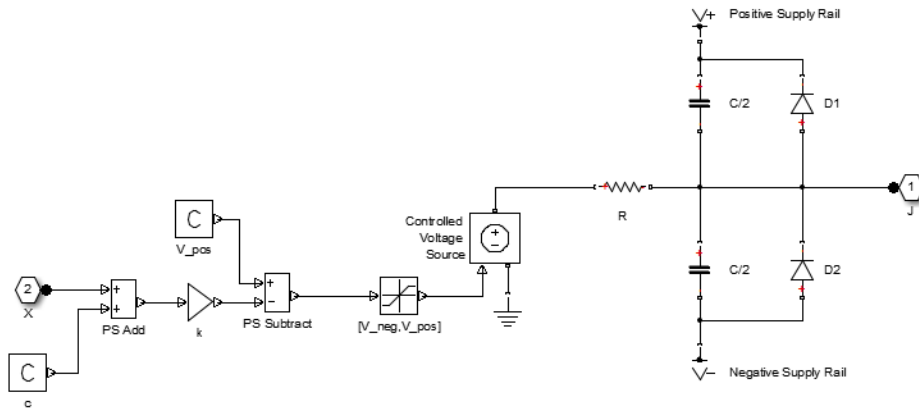 V+ Positive Supply Rail
C/2
D1
1
J
R
Controlled
Voltage
Source
C
V_pos
2
X
PS Add
k
PS Subtract
[V_neg,V_pos]
C/2
D2
C
c
V- Negative Supply Rail